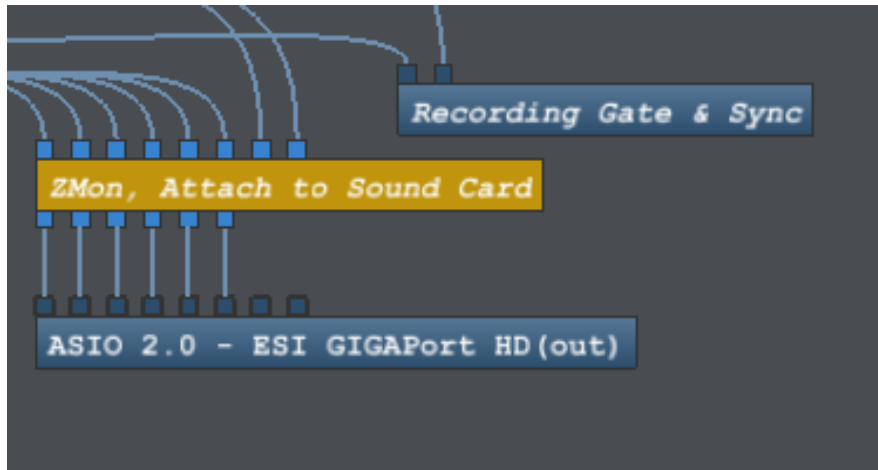 Recording Gate & Sync
ZMon, Attach to Sound Card
ASIO 2.0 - ESI GIGAPort HD(out)